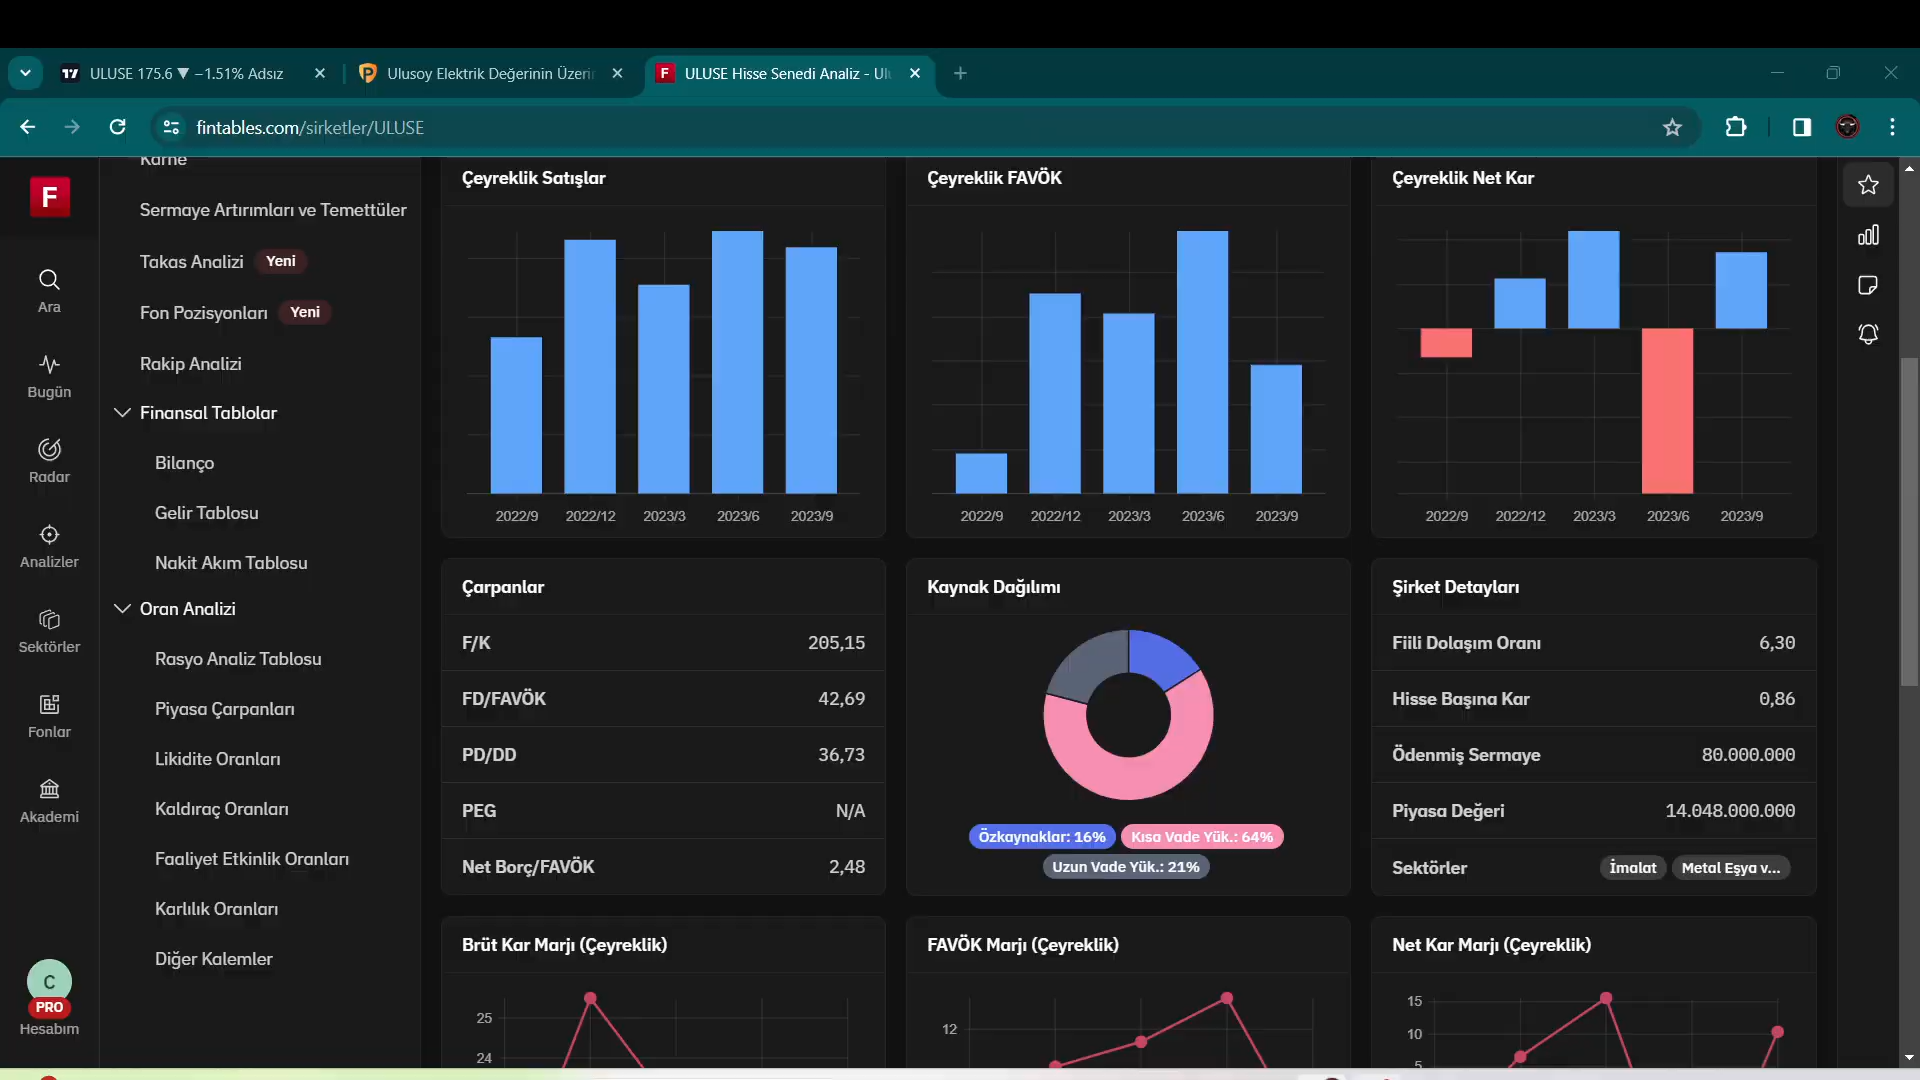 ULUSE 175.6 ▼ −1.51% Adsız
Ulusoy Elektrik Değerinin Üzerin
ULUSE Hisse Senedi Analiz - Ul
fintables.com/sirketler/ULUSE
F
Ara
Bugün
Radar
Analizler
Sektörler
Fonlar
Akademi
C
PRO
Hesabım
Karne
Sermaye Artırımları ve Temettüler
Takas Analizi Yeni
Fon Pozisyonları Yeni
Rakip Analizi
Finansal Tablolar
Bilanço
Gelir Tablosu
Nakit Akım Tablosu
Oran Analizi
Rasyo Analiz Tablosu
Piyasa Çarpanları
Likidite Oranları
Kaldıraç Oranları
Faaliyet Etkinlik Oranları
Karlılık Oranları
Diğer Kalemler
Çeyreklik Satışlar
2022/9 2022/12 2023/3 2023/6 2023/9
Çeyreklik FAVÖK
2022/9 2022/12 2023/3 2023/6 2023/9
Çeyreklik Net Kar
2022/9 2022/12 2023/3 2023/6 2023/9
Çarpanlar
F/K 205,15
FD/FAVÖK 42,69
PD/DD 36,73
PEG N/A
Net Borç/FAVÖK 2,48
Kaynak Dağılımı
Özkaynaklar: 16% Kısa Vade Yük.: 64%
Uzun Vade Yük.: 21%
Şirket Detayları
Fiili Dolaşım Oranı 6,30
Hisse Başına Kar 0,86
Ödenmiş Sermaye 80.000.000
Piyasa Değeri 14.048.000.000
Sektörler İmalat Metal Eşya v...
Brüt Kar Marjı (Çeyreklik)
25
24
FAVÖK Marjı (Çeyreklik)
12
Net Kar Marjı (Çeyreklik)
15
10
5